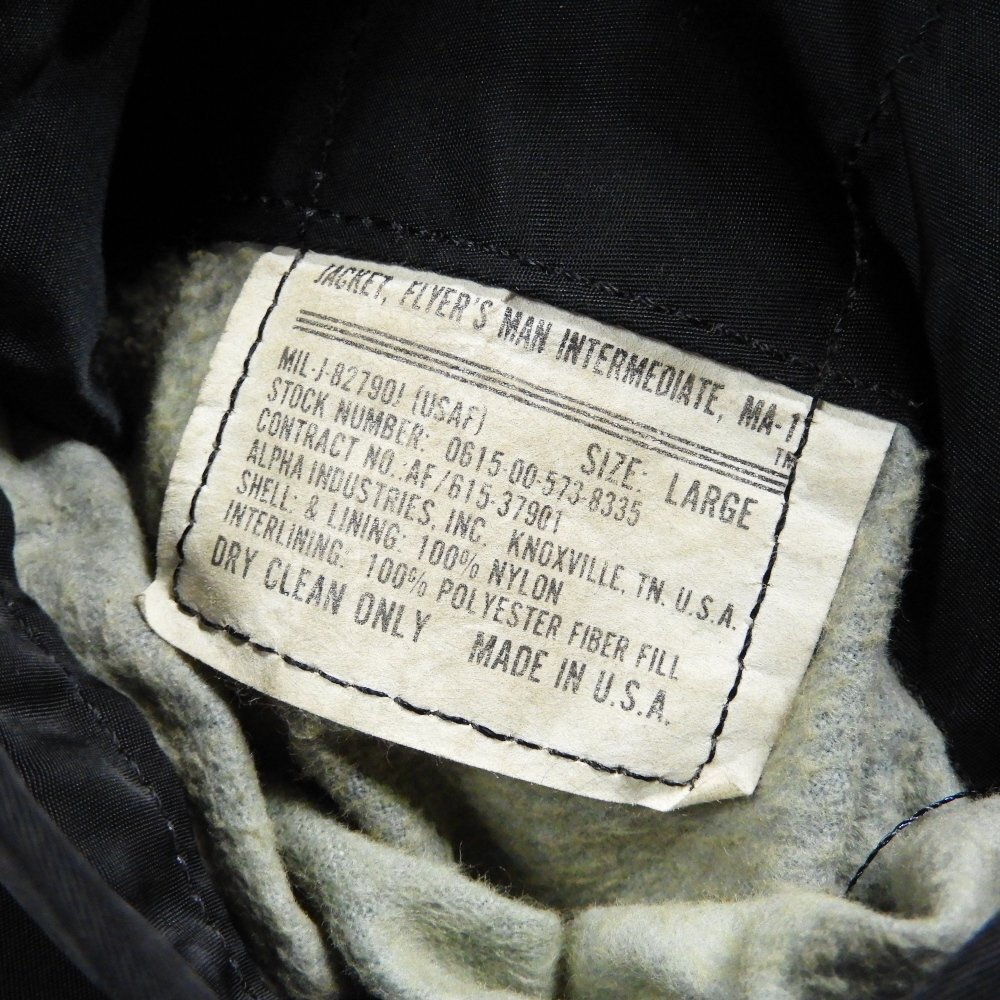 JACKET, FLYER'S MAN INTERMEDIATE, MA-1
TM
MIL-J-82790J (USAF) SIZE: LARGE
STOCK NUMBER: 0615-00-573-8335
CONTRACT NO.: AF/615-37901
ALPHA INDUSTRIES, INC. KNOXVILLE, TN. U.S.A.
SHELL: & LINING: 100% NYLON
INTERLINING: 100% POLYESTER FIBER FILL
DRY CLEAN ONLY MADE IN U.S.A.